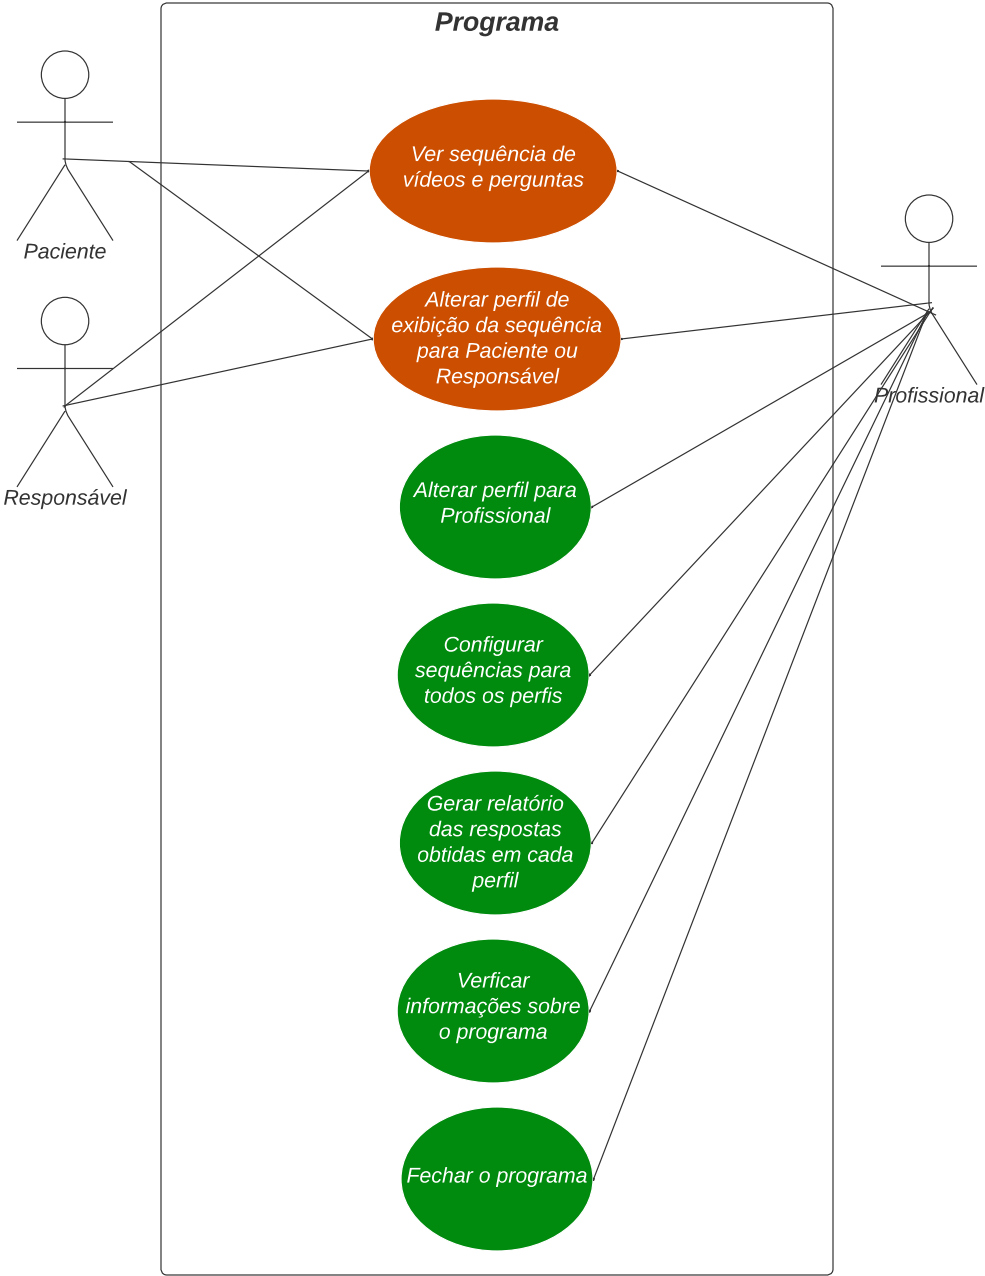 Programa
Ver sequência de
vídeos e perguntas
Paciente
Alterar perfil de
exibição da sequência
para Paciente ou
Responsável
Profissional
Responsável
Alterar perfil para
Profissional
Configurar
sequências para
todos os perfis
Gerar relatório
das respostas
obtidas em cada
perfil
Verficar
informações sobre
o programa
Fechar o programa